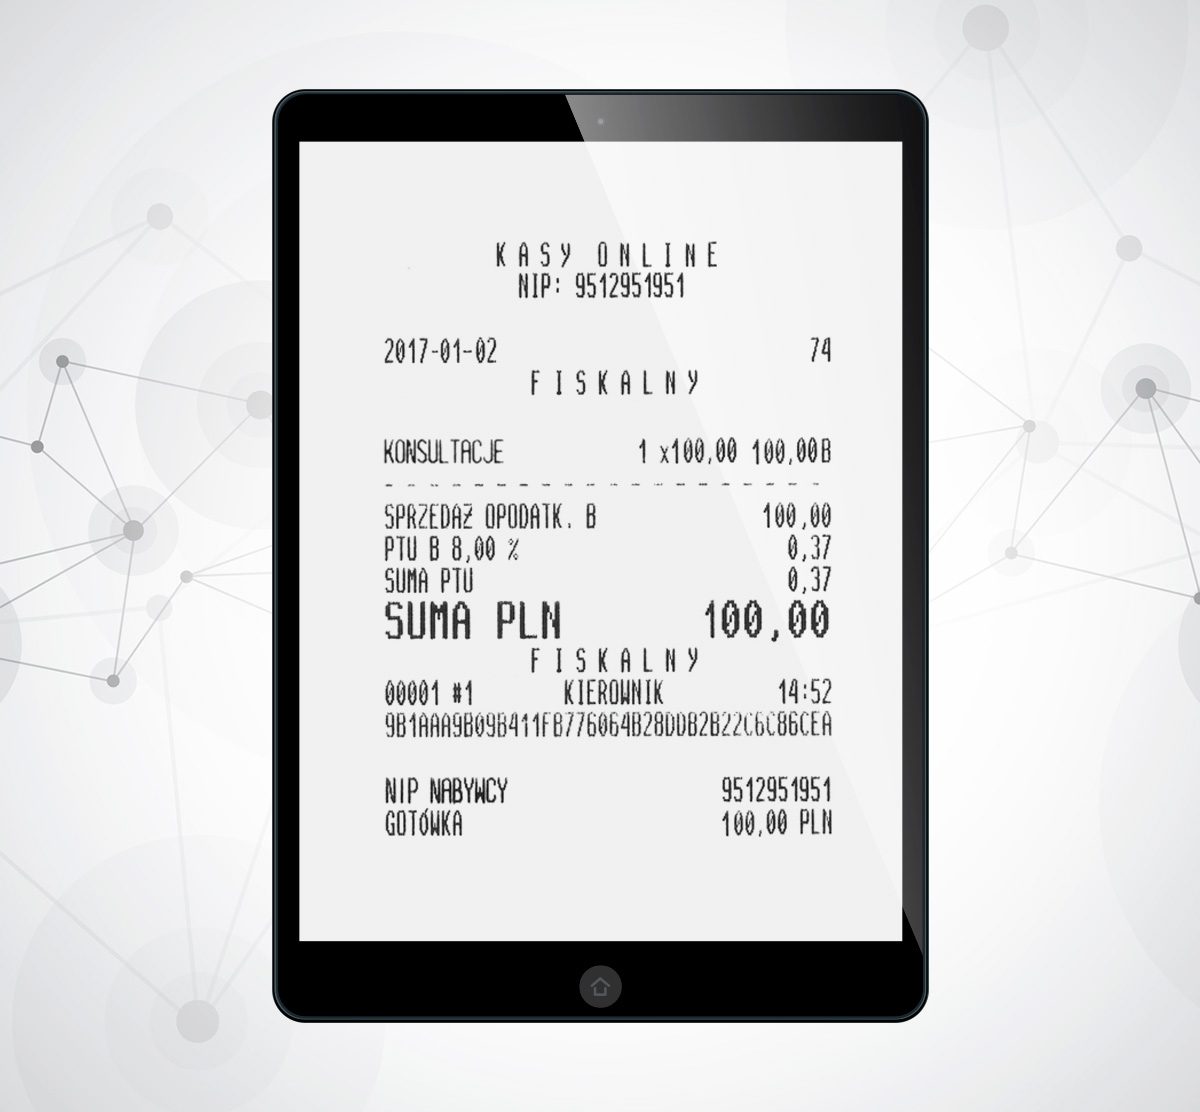 KASY ONLINE
NIP: 9512951951
2017-01-02 74
FISKALNY
KONSULTACJE 1 x100,00 100,00B
SPRZEDAŻ OPODATK. B 100,00
PTU B 8,00 % 0,37
SUMA PTU 0,37
SUMA PLN 100,00
FISKALNY
00001 #1 KIEROWNIK 14:52
9B1AAA9B09B411FB776064B28DDB2B22C6C86CEA
NIP NABYWCY 9512951951
GOTÓWKA 100,00 PLN